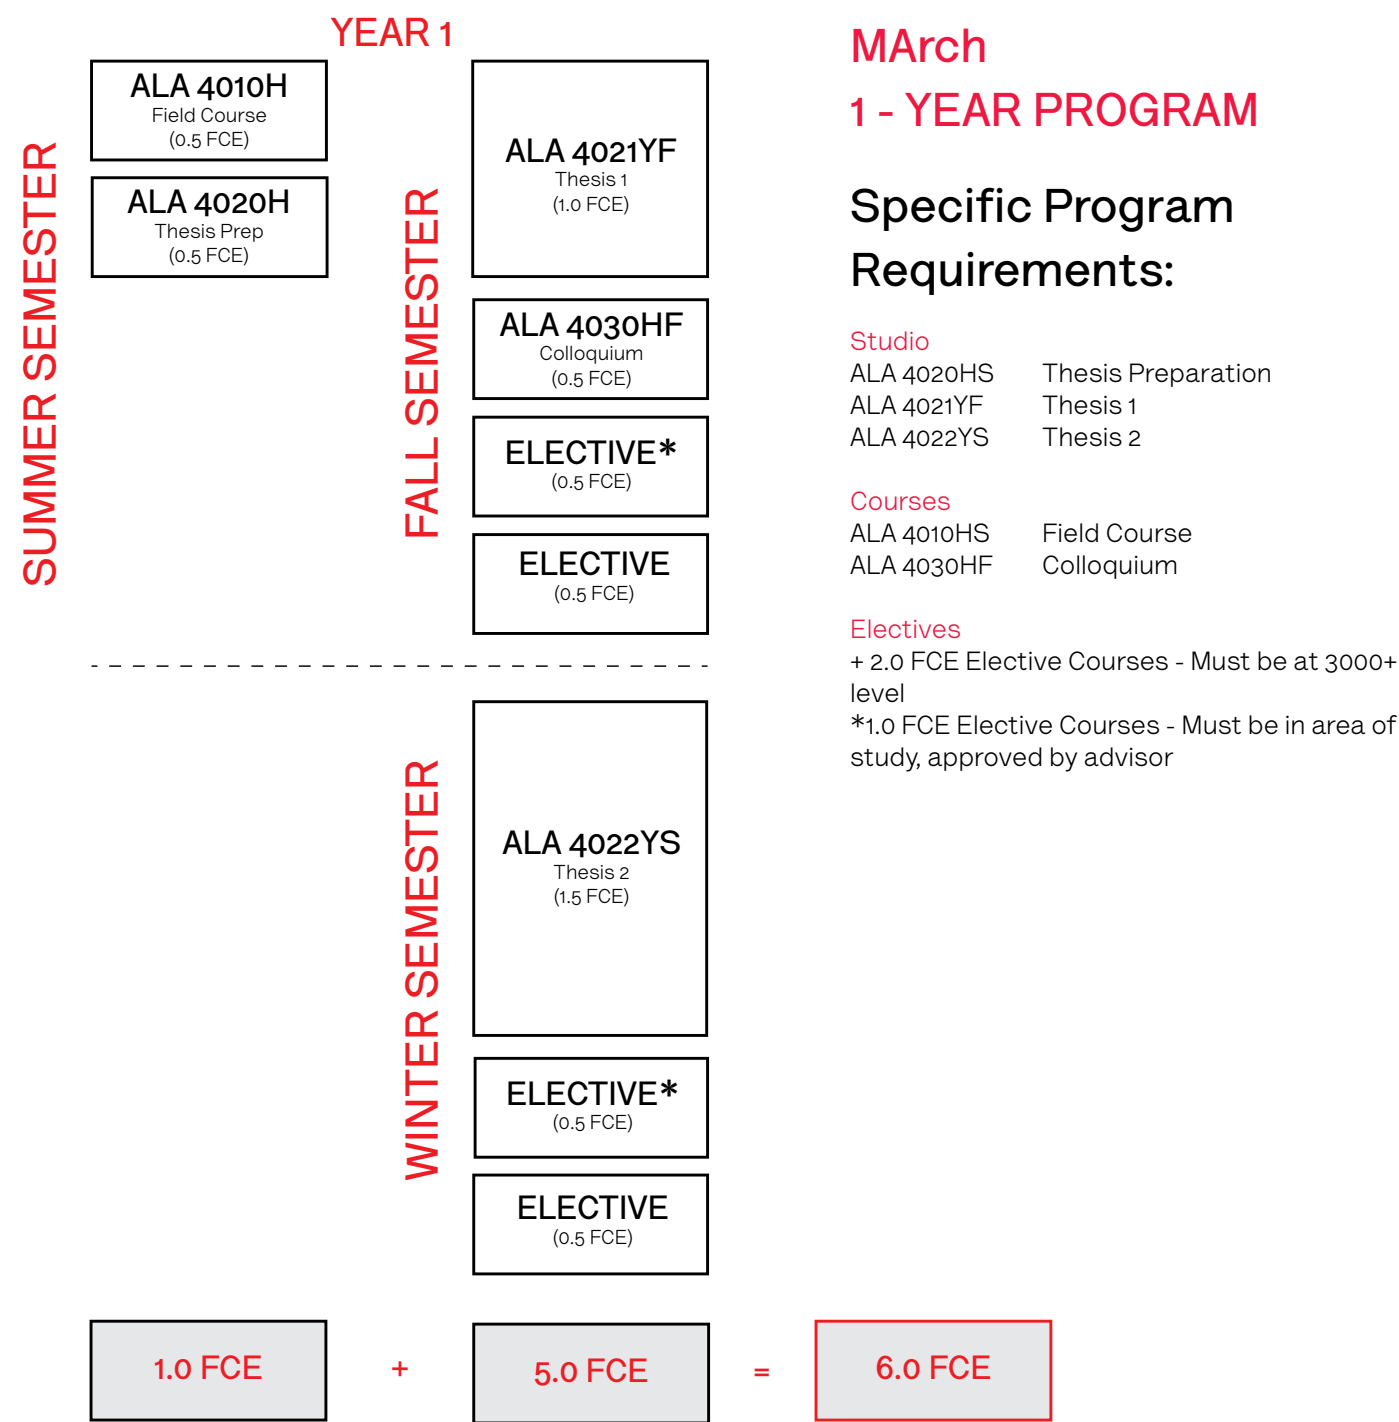 YEAR 1
SUMMER SEMESTER
ALA 4010H
Field Course
(0.5 FCE)
ALA 4020H
Thesis Prep
(0.5 FCE)
FALL SEMESTER
ALA 4021YF
Thesis 1
(1.0 FCE)
ALA 4030HF
Colloquium
(0.5 FCE)
ELECTIVE*
(0.5 FCE)
ELECTIVE
(0.5 FCE)
WINTER SEMESTER
ALA 4022YS
Thesis 2
(1.5 FCE)
ELECTIVE*
(0.5 FCE)
ELECTIVE
(0.5 FCE)
1.0 FCE + 5.0 FCE = 6.0 FCE
MArch
1 - YEAR PROGRAM
Specific Program
Requirements:
Studio
ALA 4020HS Thesis Preparation
ALA 4021YF Thesis 1
ALA 4022YS Thesis 2
Courses
ALA 4010HS Field Course
ALA 4030HF Colloquium
Electives
+ 2.0 FCE Elective Courses - Must be at 3000+
level
*1.0 FCE Elective Courses - Must be in area of
study, approved by advisor